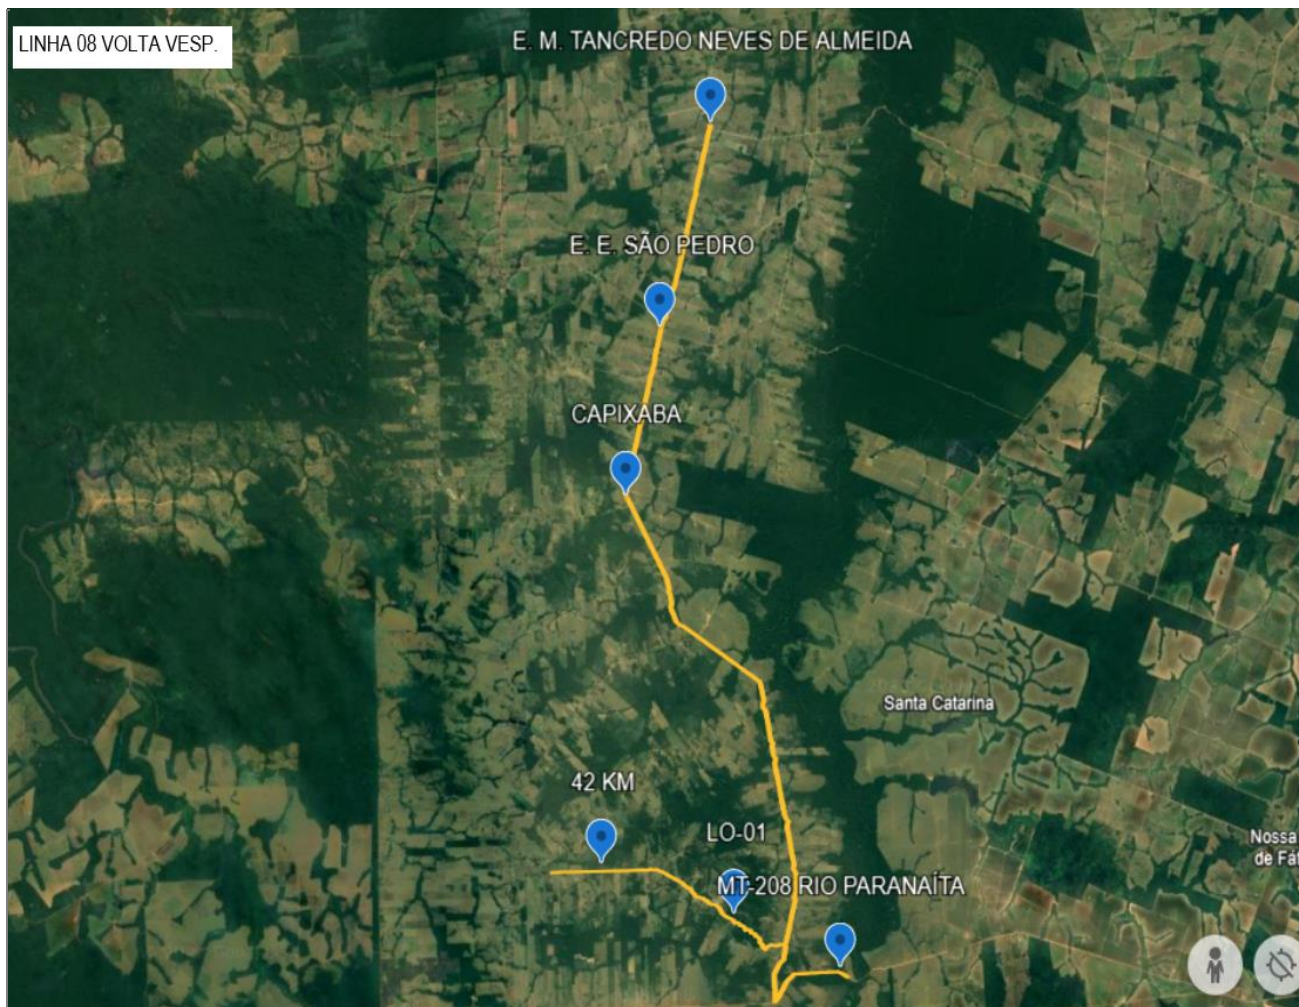 LINHA 08 VOLTA VESP.
E. M. TANCREDO NEVES DE ALMEIDA
E. E. SÃO PEDRO
CAPIXABA
Santa Catarina
42 KM
LO-01
Nossa
de Fát
MT-208 RIO PARANAÍTA